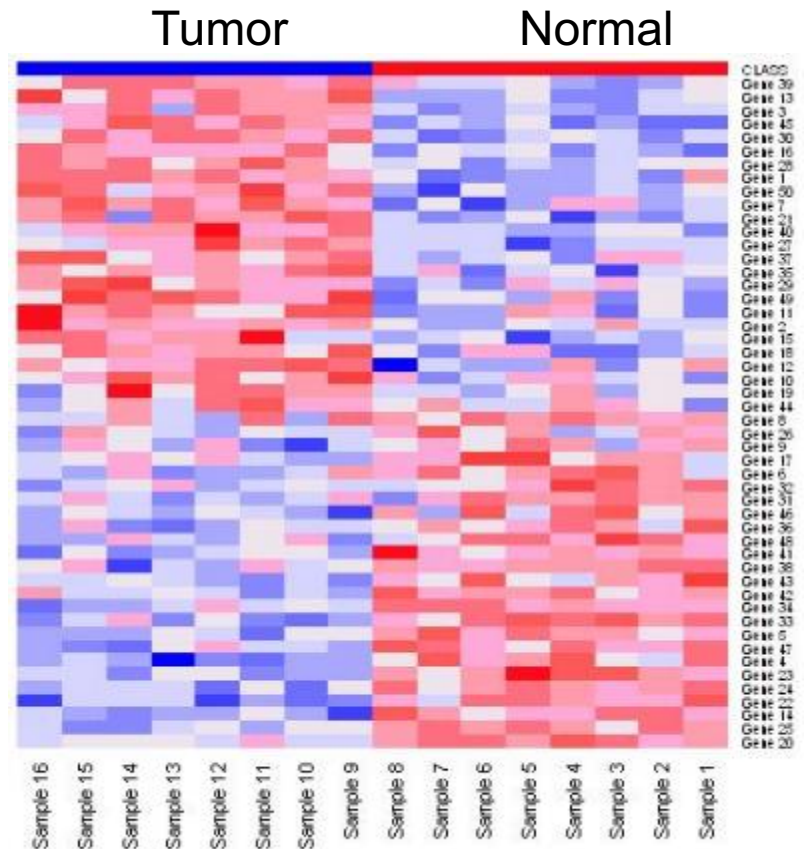 Tumor Normal
CLASS
Gene 39
Gene 13
Gene 3
Gene 45
Gene 30
Gene 16
Gene 28
Gene 1
Gene 50
Gene 7
Gene 21
Gene 40
Gene 27
Gene 37
Gene 35
Gene 29
Gene 49
Gene 11
Gene 2
Gene 15
Gene 18
Gene 12
Gene 10
Gene 19
Gene 44
Gene 8
Gene 26
Gene 9
Gene 17
Gene 6
Gene 32
Gene 31
Gene 46
Gene 36
Gene 48
Gene 41
Gene 38
Gene 43
Gene 42
Gene 34
Gene 33
Gene 5
Gene 47
Gene 4
Gene 23
Gene 24
Gene 22
Gene 14
Gene 25
Gene 20
Sample 16
Sample 15
Sample 14
Sample 13
Sample 12
Sample 11
Sample 10
Sample 9
Sample 8
Sample 7
Sample 6
Sample 5
Sample 4
Sample 3
Sample 2
Sample 1